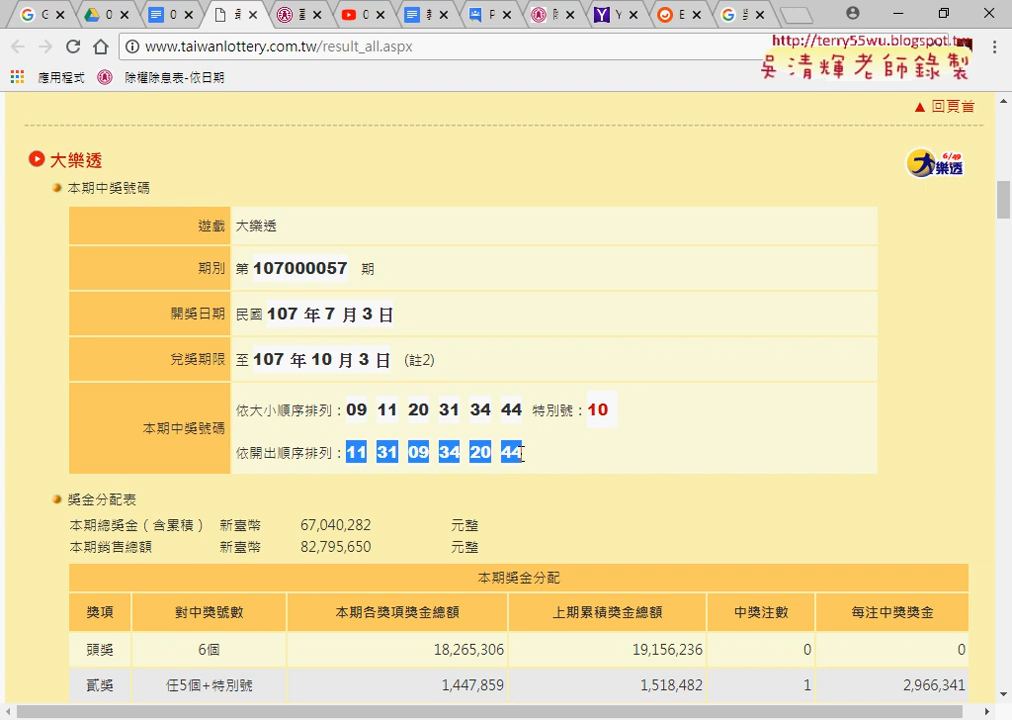 www.taiwanlottery.com.tw/result_all.aspx
http://terry55wu.blogspot.tw
吳清輝老師錄製
應用程式
除權除息表-依日期
▲ 回頁首
大樂透
6/49
大樂透
本期中獎號碼
遊戲 大樂透
期別 第 107000057 期
開獎日期 民國 107 年 7 月 3 日
兌獎期限 至 107 年 10 月 3 日 (註2)
本期中獎號碼
依大小順序排列：09 11 20 31 34 44 特別號：10
依開出順序排列：11 31 09 34 20 44
獎金分配表
本期總獎金（含累積） 新臺幣 67,040,282 元整
本期銷售總額 新臺幣 82,795,650 元整
本期獎金分配
獎項 對中獎號數 本期各獎項獎金總額 上期累積獎金總額 中獎注數 每注中獎獎金
頭獎 6個 18,265,306 19,156,236 0 0
貳獎 任5個+特別號 1,447,859 1,518,482 1 2,966,341